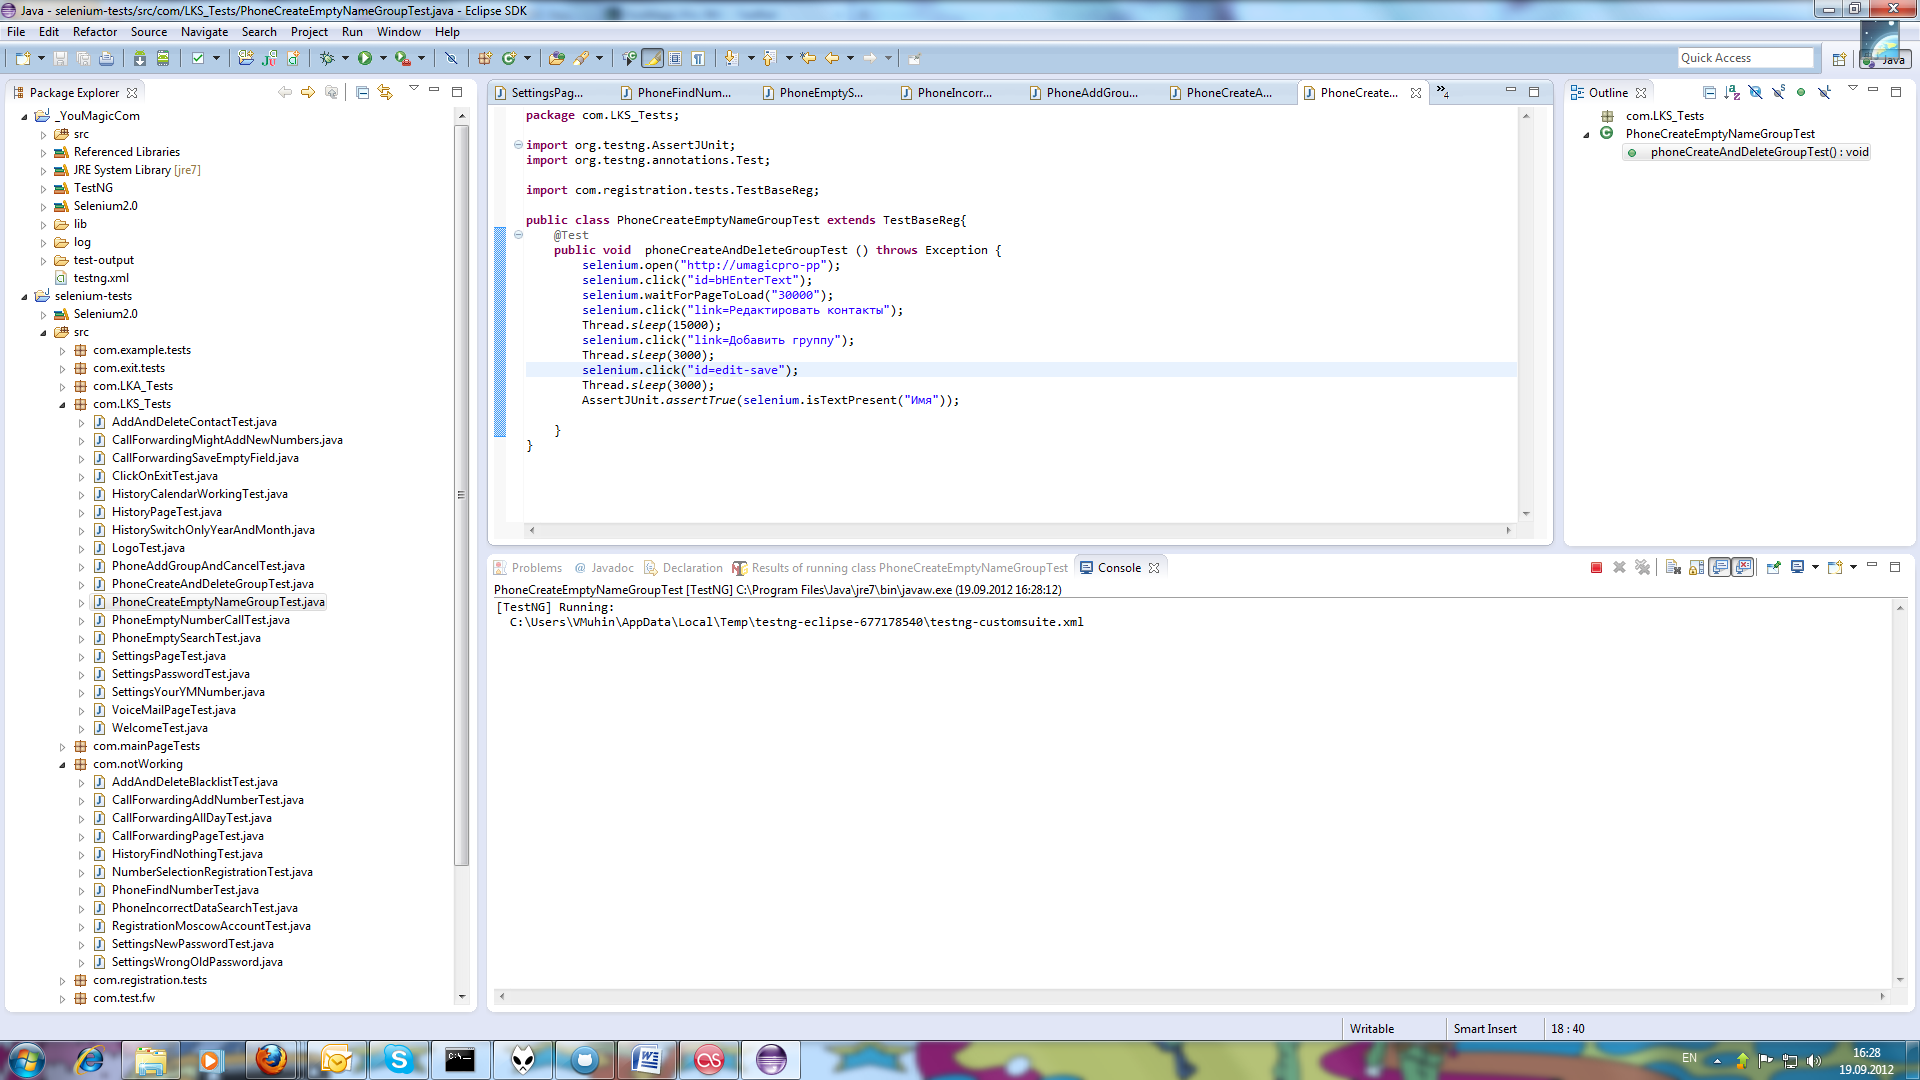 Java - selenium-tests/src/com/LKS_Tests/PhoneCreateEmptyNameGroupTest.java - Eclipse SDK
File Edit Refactor Source Navigate Search Project Run Window Help
Quick Access
Java
Package Explorer
_YouMagicCom
src
Referenced Libraries
JRE System Library [jre7]
TestNG
Selenium2.0
lib
log
test-output
testng.xml
selenium-tests
Selenium2.0
src
com.example.tests
com.exit.tests
com.LKA_Tests
com.LKS_Tests
AddAndDeleteContactTest.java
CallForwardingMightAddNewNumbers.java
CallForwardingSaveEmptyField.java
ClickOnExitTest.java
HistoryCalendarWorkingTest.java
HistoryPageTest.java
HistorySwitchOnlyYearAndMonth.java
LogoTest.java
PhoneAddGroupAndCancelTest.java
PhoneCreateAndDeleteGroupTest.java
PhoneCreateEmptyNameGroupTest.java
PhoneEmptyNumberCallTest.java
PhoneEmptySearchTest.java
SettingsPageTest.java
SettingsPasswordTest.java
SettingsYourYMNumber.java
VoiceMailPageTest.java
WelcomeTest.java
com.mainPageTests
com.notWorking
AddAndDeleteBlacklistTest.java
CallForwardingAddNumberTest.java
CallForwardingAllDayTest.java
CallForwardingPageTest.java
HistoryFindNothingTest.java
NumberSelectionRegistrationTest.java
PhoneFindNumberTest.java
PhoneIncorrectDataSearchTest.java
RegistrationMoscowAccountTest.java
SettingsNewPasswordTest.java
SettingsWrongOldPassword.java
com.registration.tests
com.test.fw
SettingsPag... PhoneFindNum... PhoneEmptyS... PhoneIncorr... PhoneAddGrou... PhoneCreateA... PhoneCreate... »4
package com.LKS_Tests;
import org.testng.AssertJUnit;
import org.testng.annotations.Test;
import com.registration.tests.TestBaseReg;
public class PhoneCreateEmptyNameGroupTest extends TestBaseReg{
@Test
public void  phoneCreateAndDeleteGroupTest () throws Exception {
selenium.open("http://umagicpro-pp");
selenium.click("id=bHEnterText");
selenium.waitForPageToLoad("30000");
selenium.click("link=Редактировать контакты");
Thread.sleep(15000);
selenium.click("link=Добавить группу");
Thread.sleep(3000);
selenium.click("id=edit-save");
Thread.sleep(3000);
AssertJUnit.assertTrue(selenium.isTextPresent("Имя"));
}
}
Outline
com.LKS_Tests
PhoneCreateEmptyNameGroupTest
phoneCreateAndDeleteGroupTest() : void
Problems @ Javadoc Declaration Results of running class PhoneCreateEmptyNameGroupTest Console
PhoneCreateEmptyNameGroupTest [TestNG] C:\Program Files\Java\jre7\bin\javaw.exe (19.09.2012 16:28:12)
[TestNG] Running:
C:\Users\VMuhin\AppData\Local\Temp\testng-eclipse-677178540\testng-customsuite.xml
Writable Smart Insert 18 : 40
EN 16:28
19.09.2012